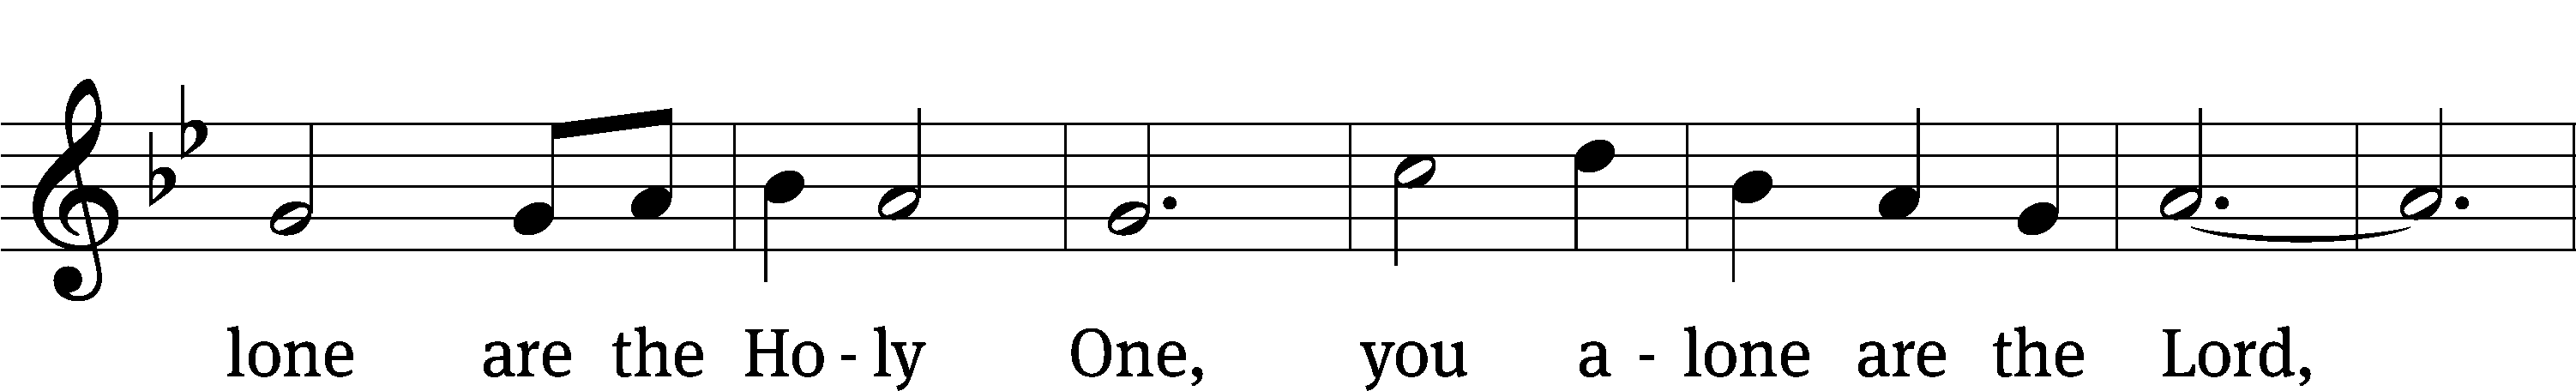 lone are the Ho - ly One, you a - lone are the Lord,